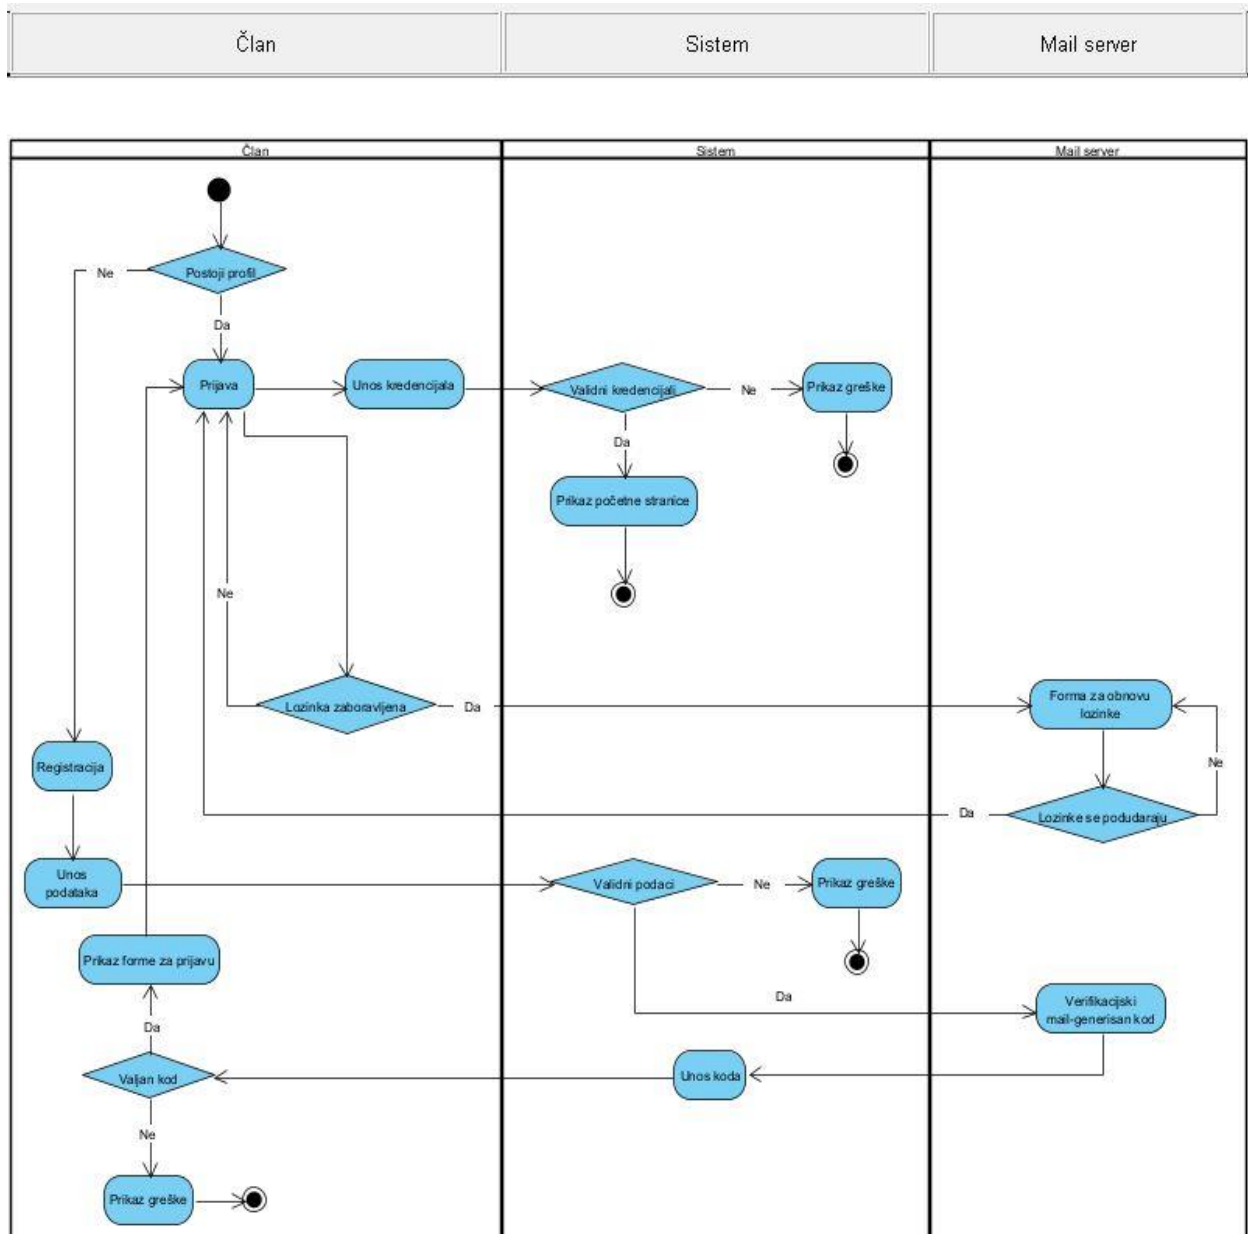 Član
Sistem
Mail server
Član
Sistem
Mail server
Postoji profil
Ne
Da
Prijava
Unos kredencijala
Validni kredencijali
Ne
Prikaz greške
Da
Prikaz početne stranice
Ne
Lozinka zaboravljena
Da
Forma za obnovu
lozinke
Ne
Registracija
Da
Lozinke se podudaraju
Unos
podataka
Validni podaci
Ne
Prikaz greške
Prikaz forme za prijavu
Da
Verifikacijski
mail-generisan kod
Da
Valjan kod
Unos koda
Ne
Prikaz greške